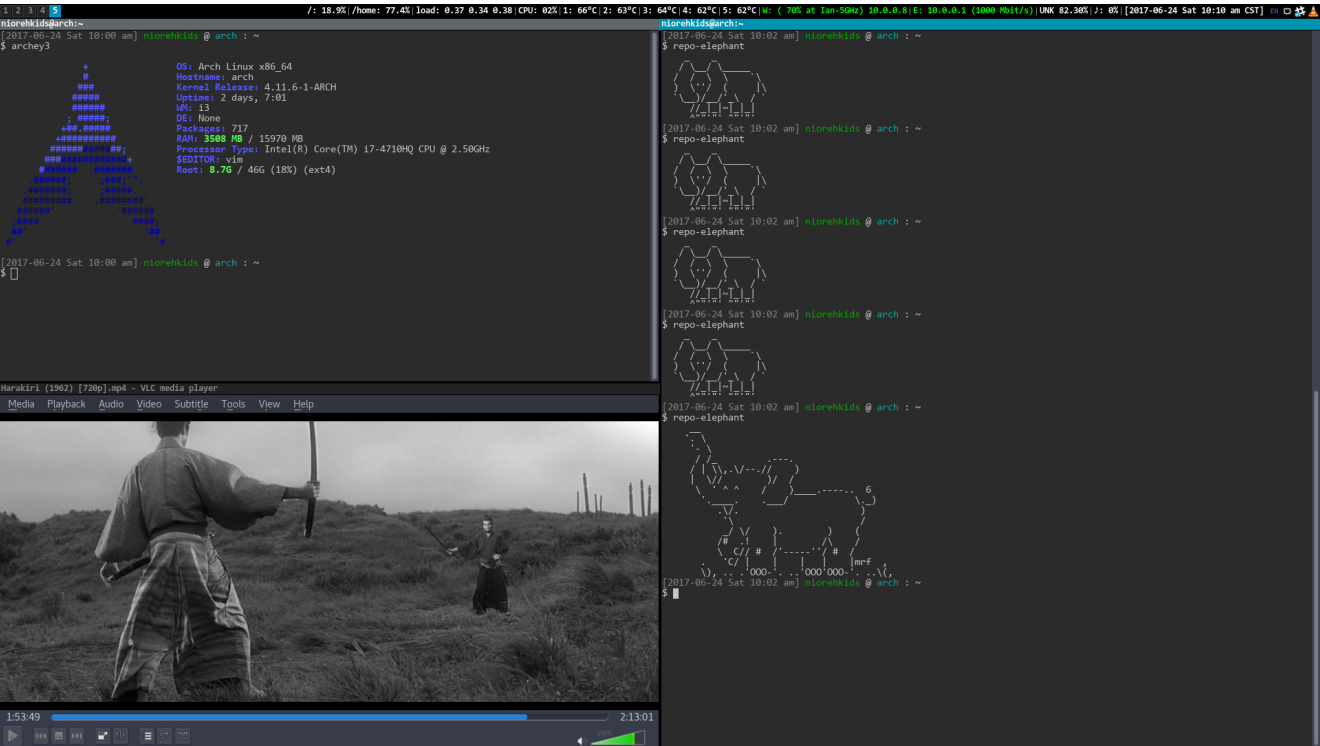 1 2 3 4 5
/: 18.9%|/home: 77.4%|load: 0.37 0.34 0.38|CPU: 02%|1: 66°C|2: 63°C|3: 64°C|4: 62°C|5: 62°C|W: ( 70% at Ian-5GHz) 10.0.0.8|E: 10.0.0.1 (1000 Mbit/s)|UNK 82.30%|♪: 0%|[2017-06-24 Sat 10:10 am CST] EN
niorehkids@arch:~
[2017-06-24 Sat 10:00 am] niorehkids @ arch : ~
$ archey3
OS: Arch Linux x86_64
Hostname: arch
Kernel Release: 4.11.6-1-ARCH
Uptime: 2 days, 7:01
WM: i3
DE: None
Packages: 717
RAM: 3508 MB / 15970 MB
Processor Type: Intel(R) Core(TM) i7-4710HQ CPU @ 2.50GHz
$EDITOR: vim
Root: 8.7G / 46G (18%) (ext4)
[2017-06-24 Sat 10:00 am] niorehkids @ arch : ~
$
Harakiri (1962) [720p].mp4 - VLC media player
Media Playback Audio Video Subtitle Tools View Help
1:53:49 2:13:01
100%
niorehkids@arch:~
[2017-06-24 Sat 10:02 am] niorehkids @ arch : ~
$ repo-elephant
[2017-06-24 Sat 10:02 am] niorehkids @ arch : ~
$ repo-elephant
[2017-06-24 Sat 10:02 am] niorehkids @ arch : ~
$ repo-elephant
[2017-06-24 Sat 10:02 am] niorehkids @ arch : ~
$ repo-elephant
[2017-06-24 Sat 10:02 am] niorehkids @ arch : ~
$ repo-elephant
mrf
[2017-06-24 Sat 10:02 am] niorehkids @ arch : ~
$